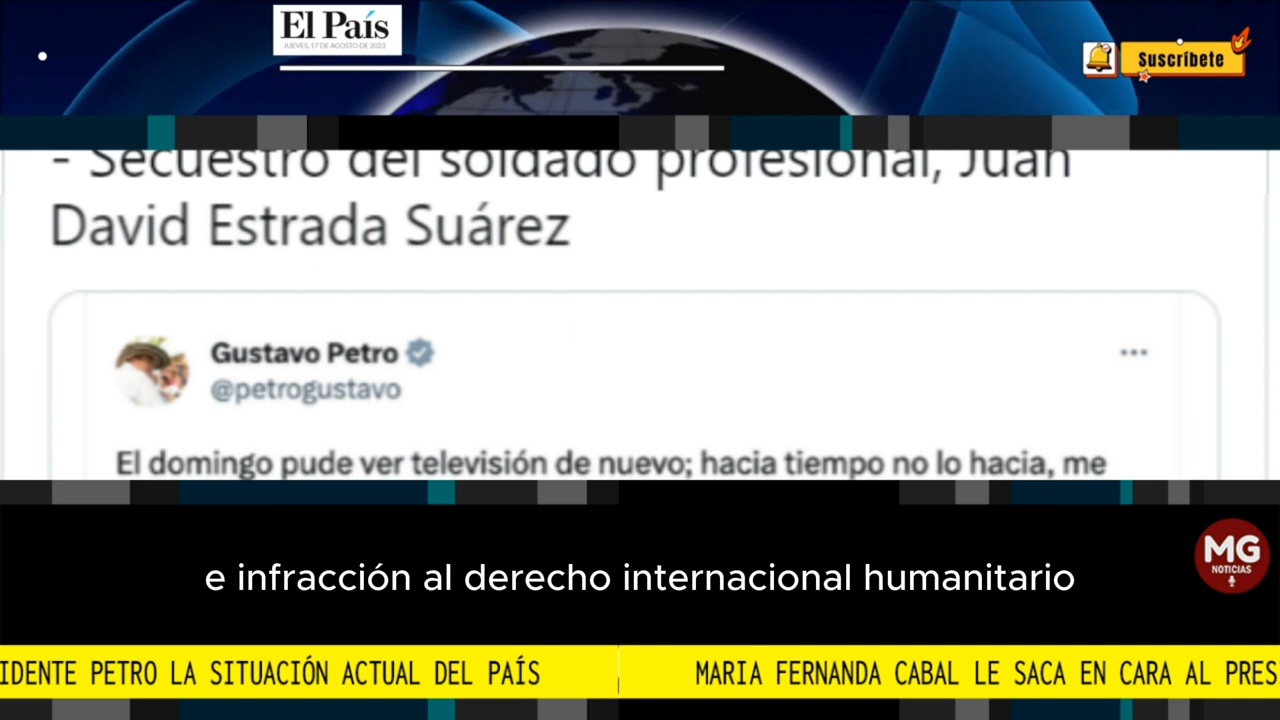 El País
JUEVES, 17 DE AGOSTO DE 2023
Suscríbete
- Secuestro del soldado profesional, Juan
David Estrada Suárez
Gustavo Petro
@petrogustavo
El domingo pude ver televisión de nuevo; hacia tiempo no lo hacia, me
e infracción al derecho internacional humanitario
MG
NOTICIAS
IDENTE PETRO LA SITUACIÓN ACTUAL DEL PAÍS MARIA FERNANDA CABAL LE SACA EN CARA AL PRES